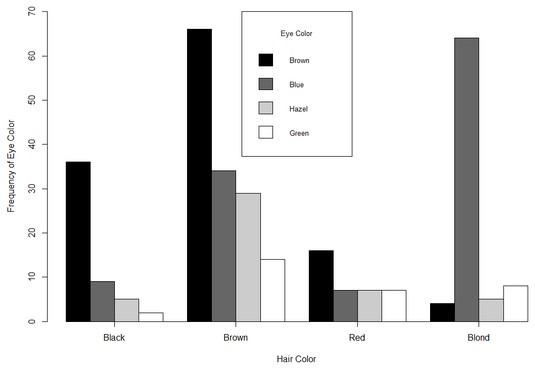 70
60
50
40
30
20
10
0
Frequency of Eye Color
Eye Color
Brown
Blue
Hazel
Green
Black
Brown
Red
Blond
Hair Color